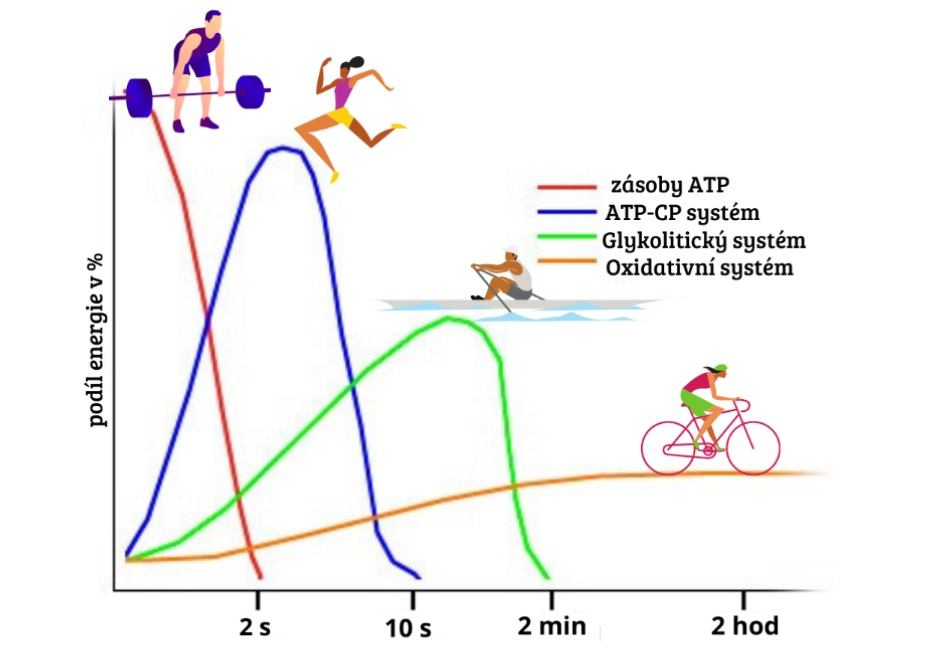 zásoby ATP
ATP-CP systém
Glykolitický systém
Oxidativní systém
podíl energie v %
2 s
10 s
2 min
2 hod